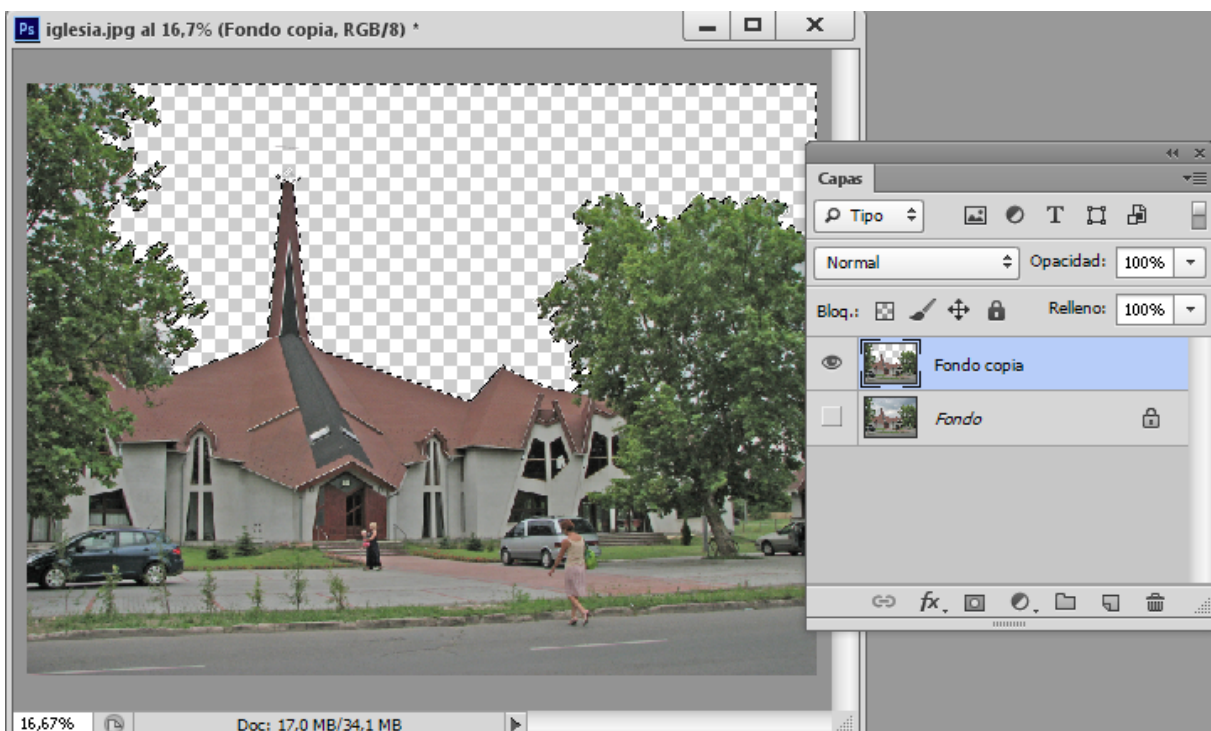 Ps iglesia.jpg al 16,7% (Fondo copia, RGB/8) *
Capas
Tipo
Normal
Opacidad: 100%
Bloq.: Relleno: 100%
Fondo copia
Fondo
16,67% Doc: 17,0 MB/34,1 MB